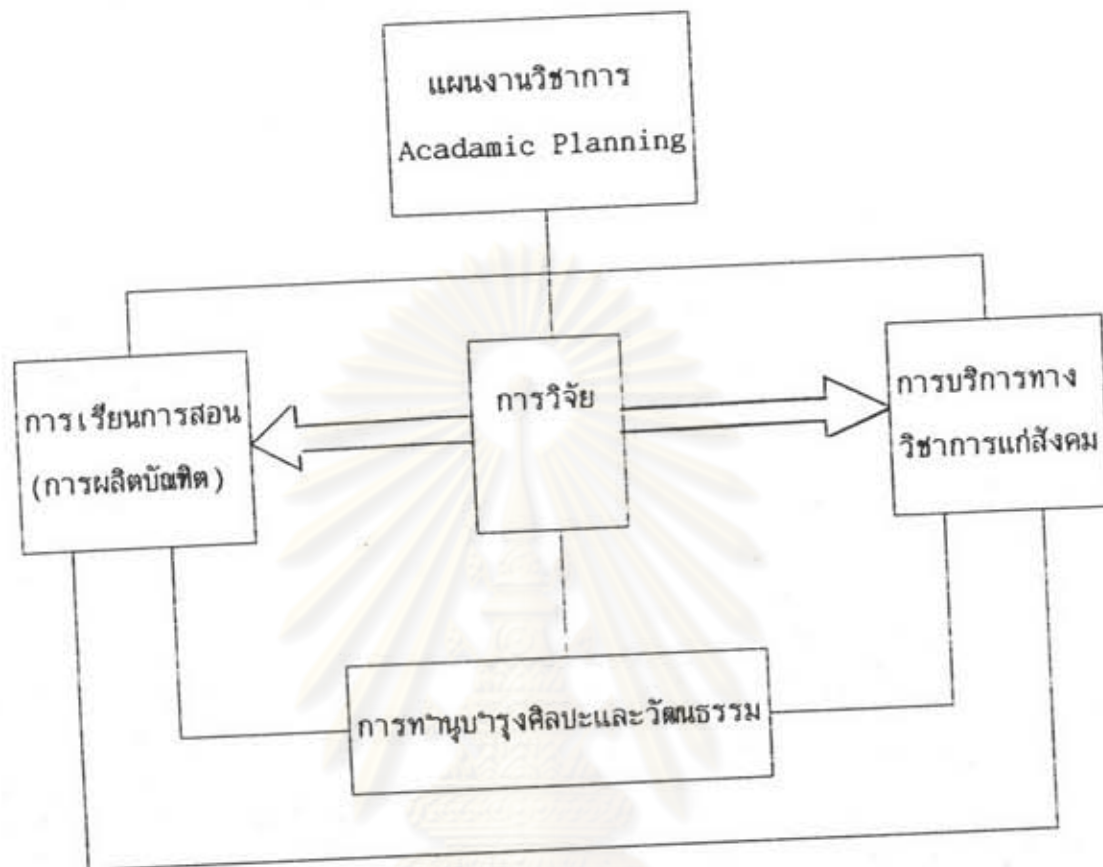 แผนงานวิชาการ
Acadamic Planning
การเรียนการสอน
(การผลิตบัณฑิต)
การวิจัย
การบริการทาง
วิชาการแก่สังคม
การทำนุบำรุงศิลปะและวัฒนธรรม